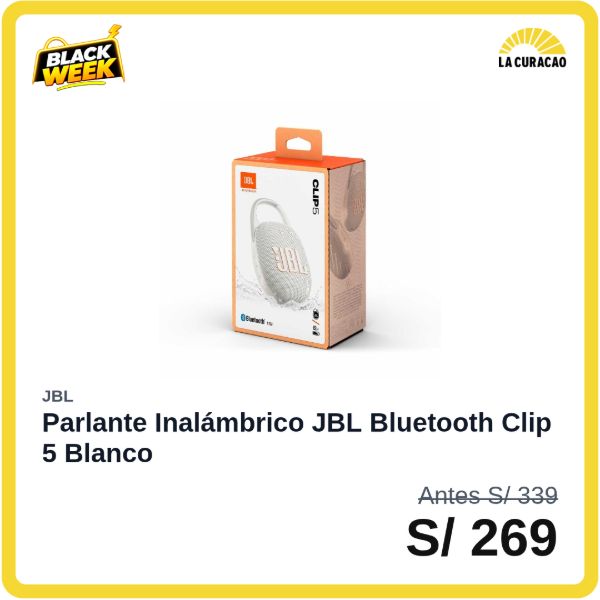 BLACK
WEEK
LA CURACAO
JBL
CLIP5
JBL
Bluetooth
JBL
Parlante Inalámbrico JBL Bluetooth Clip
5 Blanco
Antes S/ 339
S/ 269